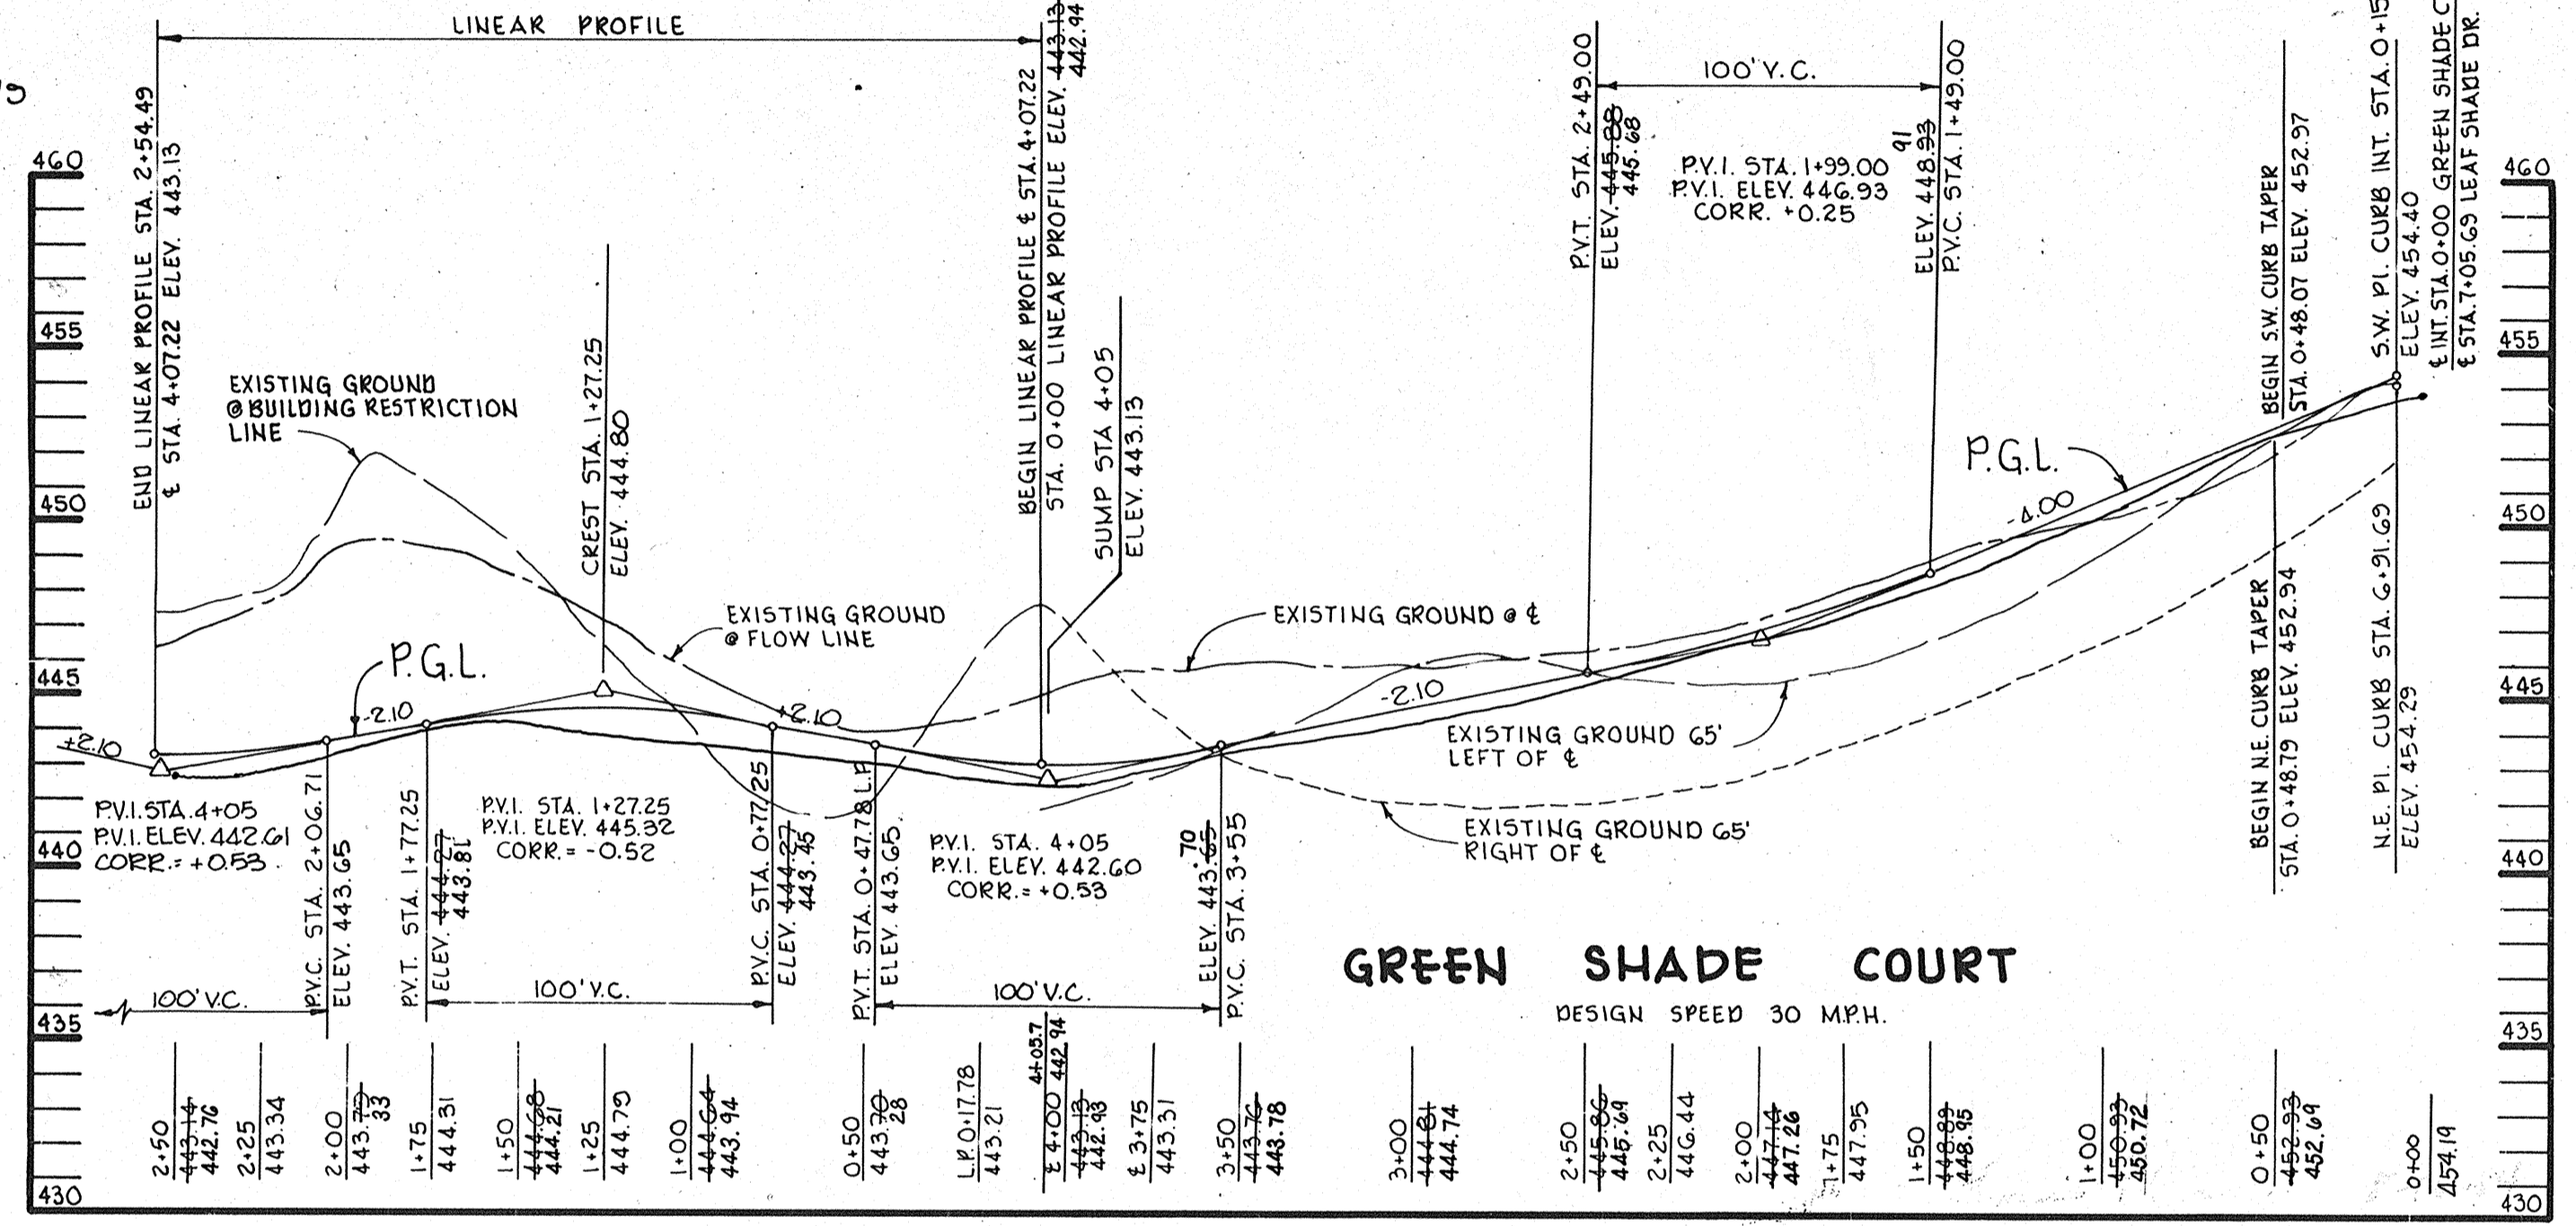 LINEAR PROFILE
END LINEAR PROFILE STA. 2+54.49
℄ STA. 4+07.22 ELEV. 443.13
BEGIN LINEAR PROFILE ℄ STA. 4+07.22
STA. 0+00 LINEAR PROFILE ELEV. 443.13
442.94
EXISTING GROUND
@ BUILDING RESTRICTION
LINE
CREST STA. 1+27.25
ELEV. 444.80
SUMP STA 4+05
ELEV. 443.13
P.V.T. STA. 2+49.00
ELEV. 445.88
445.68
100' V.C.
P.V.I. STA. 1+99.00
P.V.I. ELEV. 446.93
CORR. +0.25
91
ELEV. 448.93
P.V.C. STA. 1+49.00
BEGIN S.W. CURB TAPER
STA. 0+48.07 ELEV. 452.97
S.W. P.I. CURB INT. STA. 0+15
ELEV. 454.40
℄ INT. STA. 0+00 GREEN SHADE C
℄ STA. 7+05.69 LEAF SHADE DR.
460
455
450
445
440
435
430
460
455
450
445
440
435
430
EXISTING GROUND
@ FLOW LINE
EXISTING GROUND @ ℄
P.G.L.
P.G.L.
+2.10
-2.10
+2.10
-2.10
-4.00
EXISTING GROUND 65'
LEFT OF ℄
EXISTING GROUND 65'
RIGHT OF ℄
BEGIN N.E. CURB TAPER
STA. 0+48.79 ELEV. 452.94
N.E. P.I. CURB STA. 6+91.69
ELEV. 454.29
P.V.I. STA. 4+05
P.V.I. ELEV. 442.61
CORR. = +0.53
P.V.C. STA. 2+06.71
ELEV. 443.65
P.V.T. STA. 1+77.25
ELEV. 444.27
443.81
P.V.I. STA. 1+27.25
P.V.I. ELEV. 445.32
CORR. = -0.52
P.V.C. STA. 0+77.25
ELEV. 444.27
443.45
P.V.T. STA. 0+47.78 L.P.
ELEV. 443.65
P.V.I. STA. 4+05
P.V.I. ELEV. 442.60
CORR. = +0.53
.70
ELEV. 443.65
P.V.C. STA. 3+55
100' V.C.
100' V.C.
100' V.C.
GREEN SHADE COURT
DESIGN SPEED 30 M.P.H.
2+50
443.14
442.76
2+25
443.34
2+00
443.79
33
1+75
444.31
1+50
444.68
444.21
1+25
444.79
1+00
444.64
443.94
0+50
443.70
28
L.P. 0+17.78
443.21
4+05.7 442.94
℄ 4+00
443.13
442.93
℄ 3+75
443.31
3+50
443.76
443.78
3+00
444.81
444.74
2+50
445.86
445.69
2+25
446.44
2+00
447.14
447.26
1+75
447.95
1+50
448.89
448.95
1+00
450.93
450.72
0+50
452.93
452.69
0+00
454.19